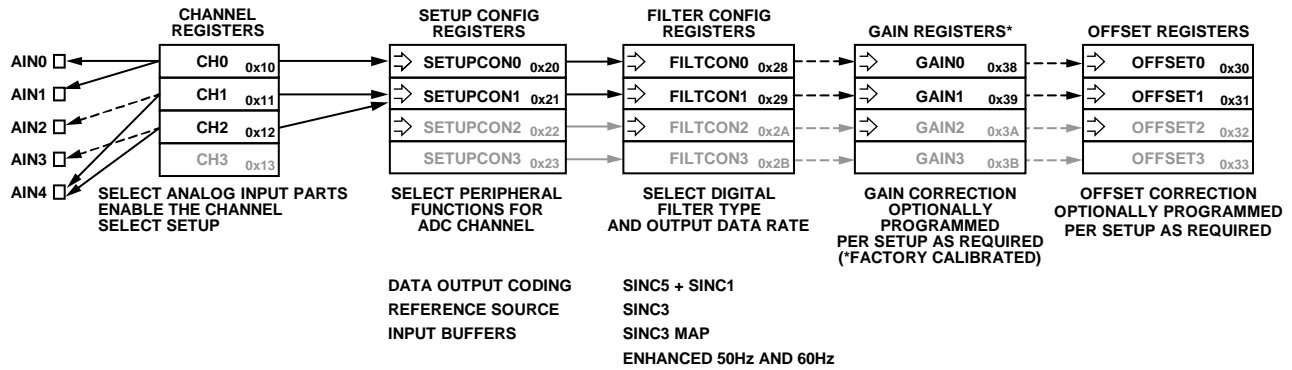 CHANNEL
REGISTERS
SETUP CONFIG
REGISTERS
FILTER CONFIG
REGISTERS
GAIN REGISTERS*
OFFSET REGISTERS
AIN0
AIN1
AIN2
AIN3
AIN4
CH0 0x10
CH1 0x11
CH2 0x12
CH3 0x13
SELECT ANALOG INPUT PARTS
ENABLE THE CHANNEL
SELECT SETUP
SETUPCON0 0x20
SETUPCON1 0x21
SETUPCON2 0x22
SETUPCON3 0x23
SELECT PERIPHERAL
FUNCTIONS FOR
ADC CHANNEL
FILTCON0 0x28
FILTCON1 0x29
FILTCON2 0x2A
FILTCON3 0x2B
SELECT DIGITAL
FILTER TYPE
AND OUTPUT DATA RATE
GAIN0 0x38
GAIN1 0x39
GAIN2 0x3A
GAIN3 0x3B
GAIN CORRECTION
OPTIONALLY
PROGRAMMED
PER SETUP AS REQUIRED
(*FACTORY CALIBRATED)
OFFSET0 0x30
OFFSET1 0x31
OFFSET2 0x32
OFFSET3 0x33
OFFSET CORRECTION
OPTIONALLY PROGRAMMED
PER SETUP AS REQUIRED
DATA OUTPUT CODING
REFERENCE SOURCE
INPUT BUFFERS
SINC5 + SINC1
SINC3
SINC3 MAP
ENHANCED 50Hz AND 60Hz